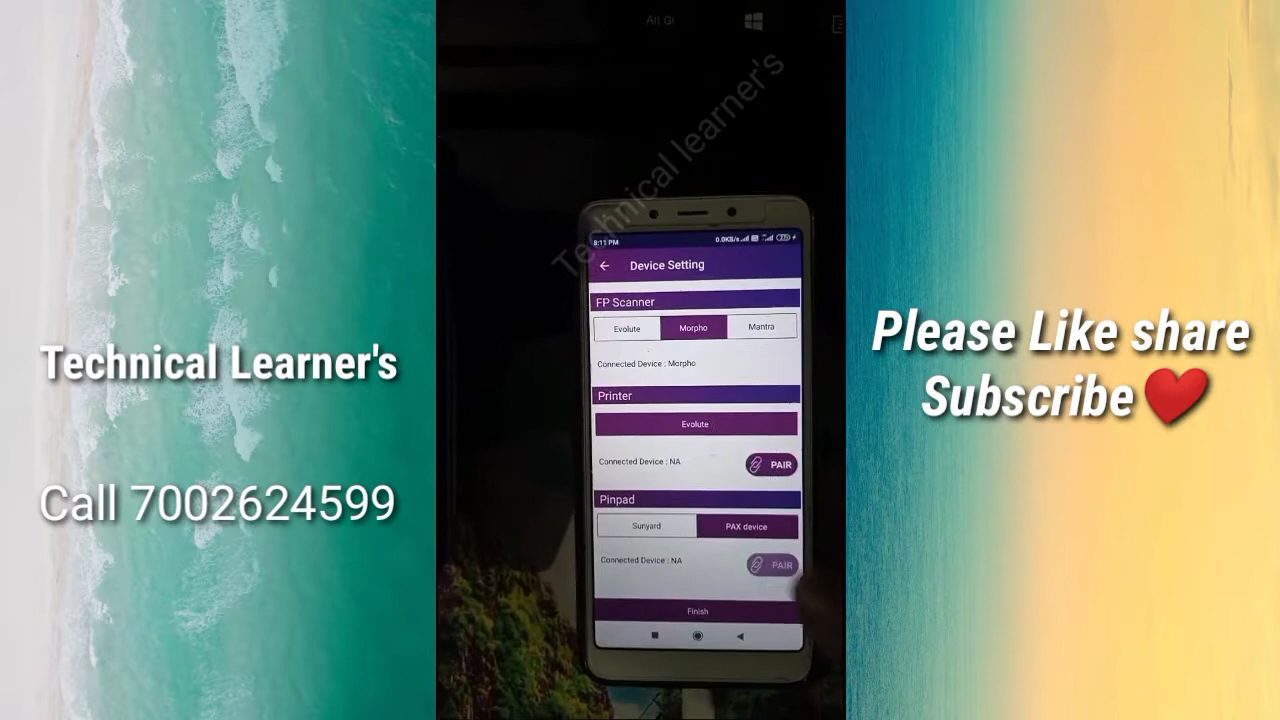 Technical Learner's
Call 7002624599
Technical learner's
8:11 PM
0.0KB/s
Device Setting
FP Scanner
Evolute
Morpho
Mantra
Connected Device : Morpho
Printer
Evolute
Connected Device : NA
PAIR
Pinpad
Sunyard
PAX device
Connected Device : NA
PAIR
Finish
Please Like share
Subscribe❤️